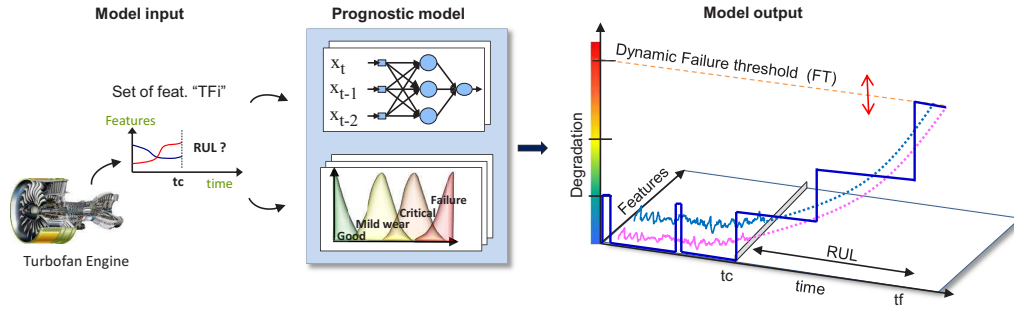 Model input
Prognostic model
Model output
Set of feat. “TFi”
Features
RUL ?
tc
time
Turbofan Engine
xt
xt-1
xt-2
Good
Mild wear
Critical
Failure
Dynamic Failure threshold (FT)
Degradation
Features
RUL
tc
time
tf